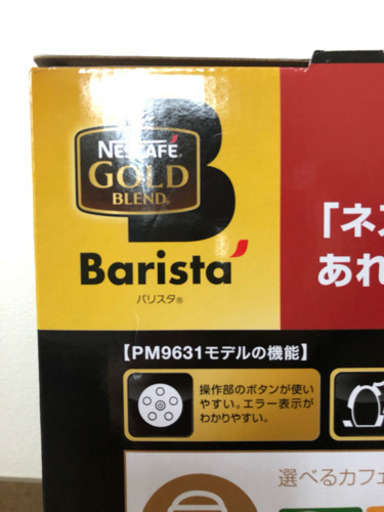 B
NESCAFÉ®
GOLD
BLEND®
Barista
バリスタ®
「ネス
あれ
【PM9631モデルの機能】
操作部のボタンが使い
やすい。エラー表示が
わかりやすい。
選べるカフェ